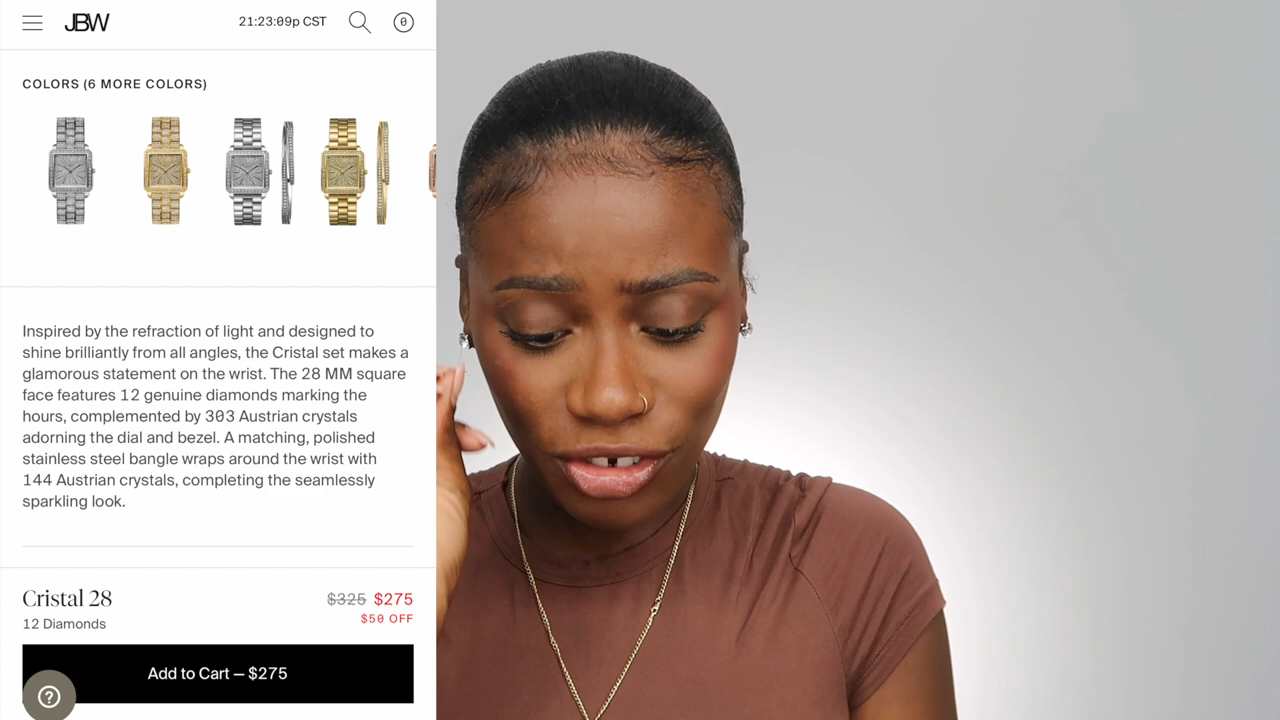 JBW
21:23:09p CST
0
COLORS (6 MORE COLORS)
Inspired by the refraction of light and designed to
shine brilliantly from all angles, the Cristal set makes a
glamorous statement on the wrist. The 28 MM square
face features 12 genuine diamonds marking the
hours, complemented by 303 Austrian crystals
adorning the dial and bezel. A matching, polished
stainless steel bangle wraps around the wrist with
144 Austrian crystals, completing the seamlessly
sparkling look.
Cristal 28
$325 $275
$50 OFF
12 Diamonds
Add to Cart — $275
?